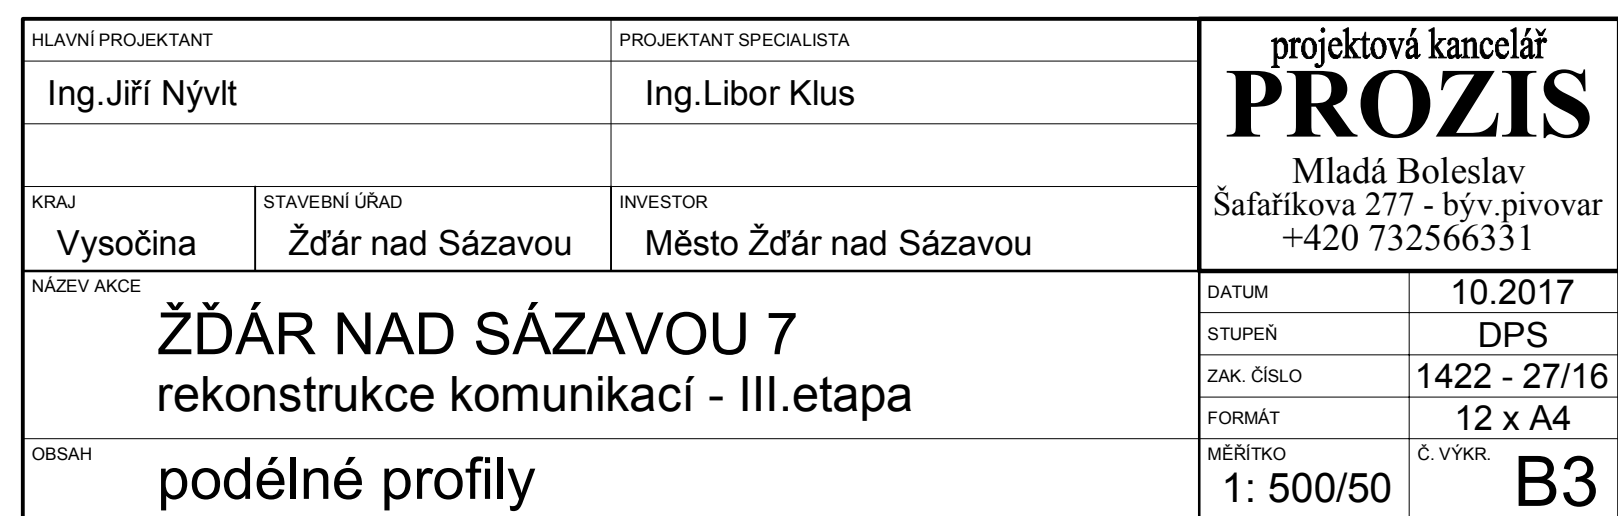 HLAVNÍ PROJEKTANT
PROJEKTANT SPECIALISTA
Ing.Jiří Nývlt
Ing.Libor Klus
projektová kancelář
PROZIS
Mladá Boleslav
Šafaříkova 277 - býv.pivovar
+420 732566331
KRAJ
STAVEBNÍ ÚŘAD
INVESTOR
Vysočina
Žďár nad Sázavou
Město Žďár nad Sázavou
NÁZEV AKCE
ŽĎÁR NAD SÁZAVOU 7
rekonstrukce komunikací - III.etapa
DATUM
10.2017
STUPEŇ
DPS
ZAK. ČÍSLO
1422 - 27/16
FORMÁT
12 x A4
OBSAH
podélné profily
MĚŘÍTKO
1: 500/50
Č. VÝKR.
B3